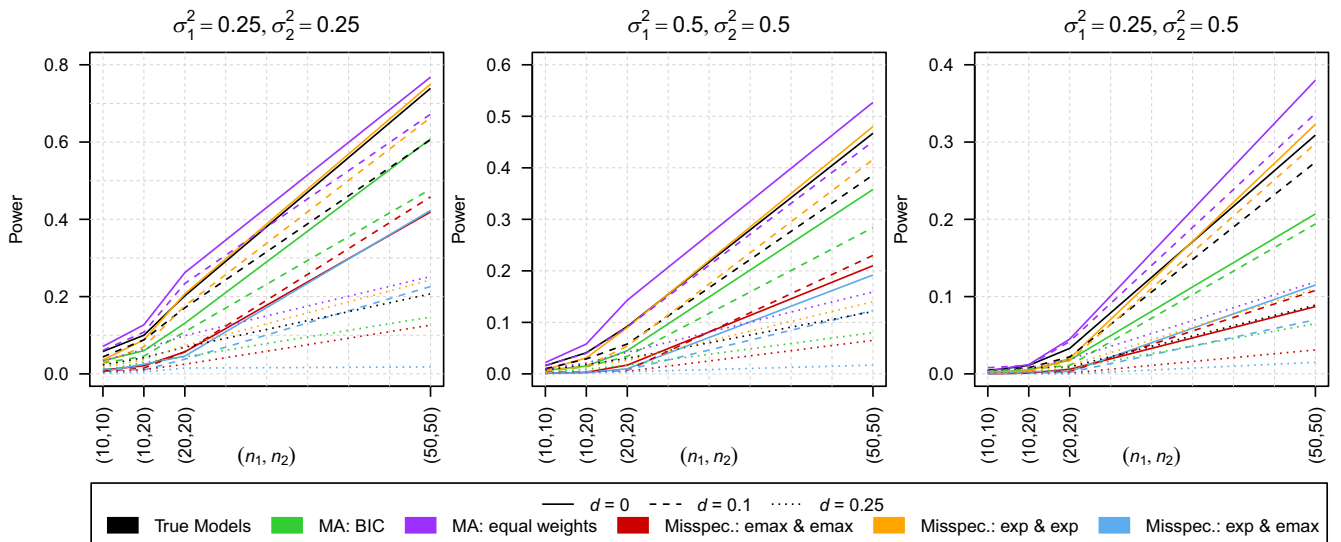 σ₁² = 0.25, σ₂² = 0.25
Power
0.8
0.6
0.4
0.2
0.0
(10,10)
(10,20)
(20,20)
(50,50)
(n₁, n₂)
σ₁² = 0.5, σ₂² = 0.5
Power
0.6
0.5
0.4
0.3
0.2
0.1
0.0
(10,10)
(10,20)
(20,20)
(50,50)
(n₁, n₂)
σ₁² = 0.25, σ₂² = 0.5
Power
0.4
0.3
0.2
0.1
0.0
(10,10)
(10,20)
(20,20)
(50,50)
(n₁, n₂)
d = 0 d = 0.1 d = 0.25
True Models MA: BIC MA: equal weights Misspec.: emax & emax Misspec.: exp & exp Misspec.: exp & emax